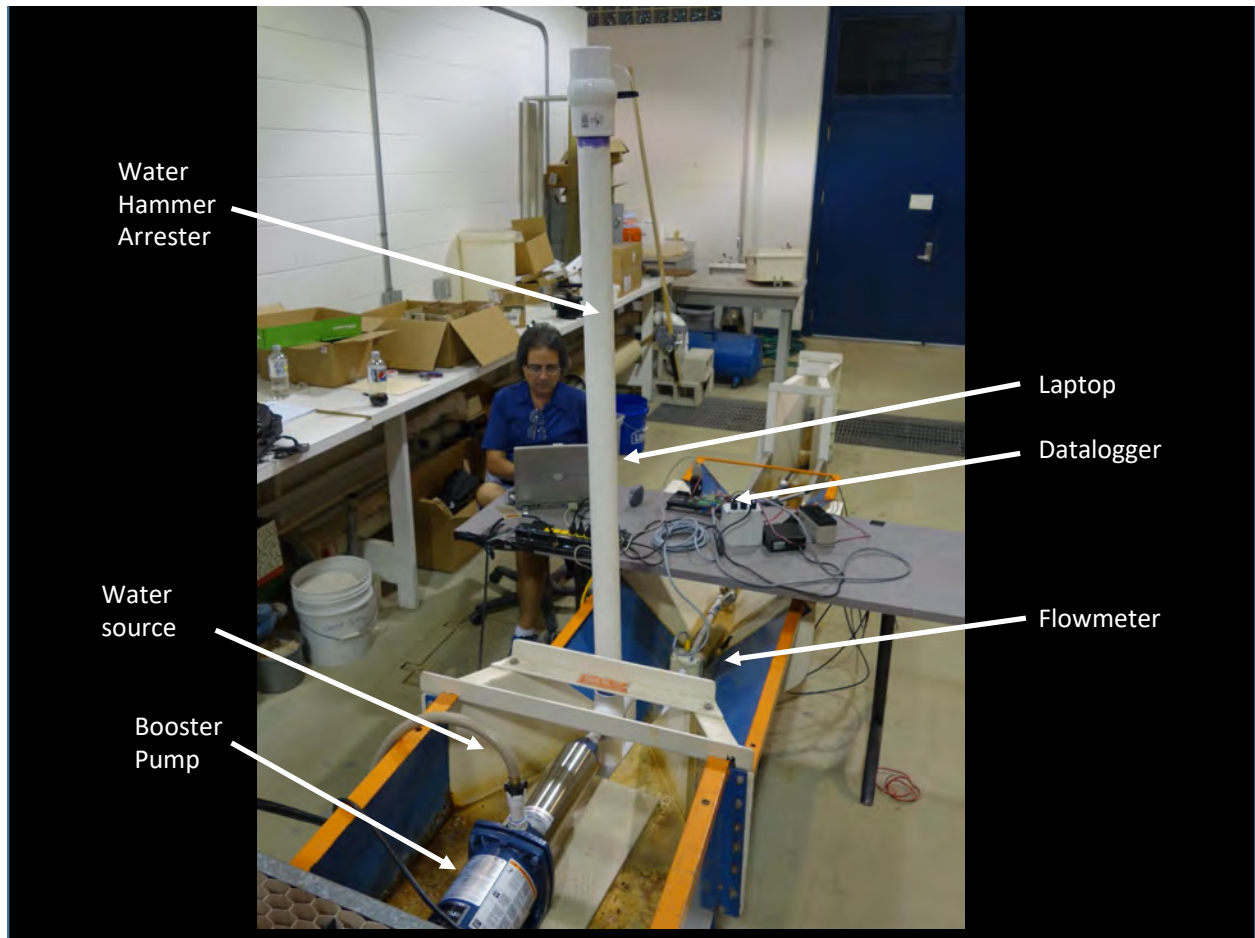 Water
Hammer
Arrester
Laptop
Datalogger
Water
source
Flowmeter
Booster
Pump